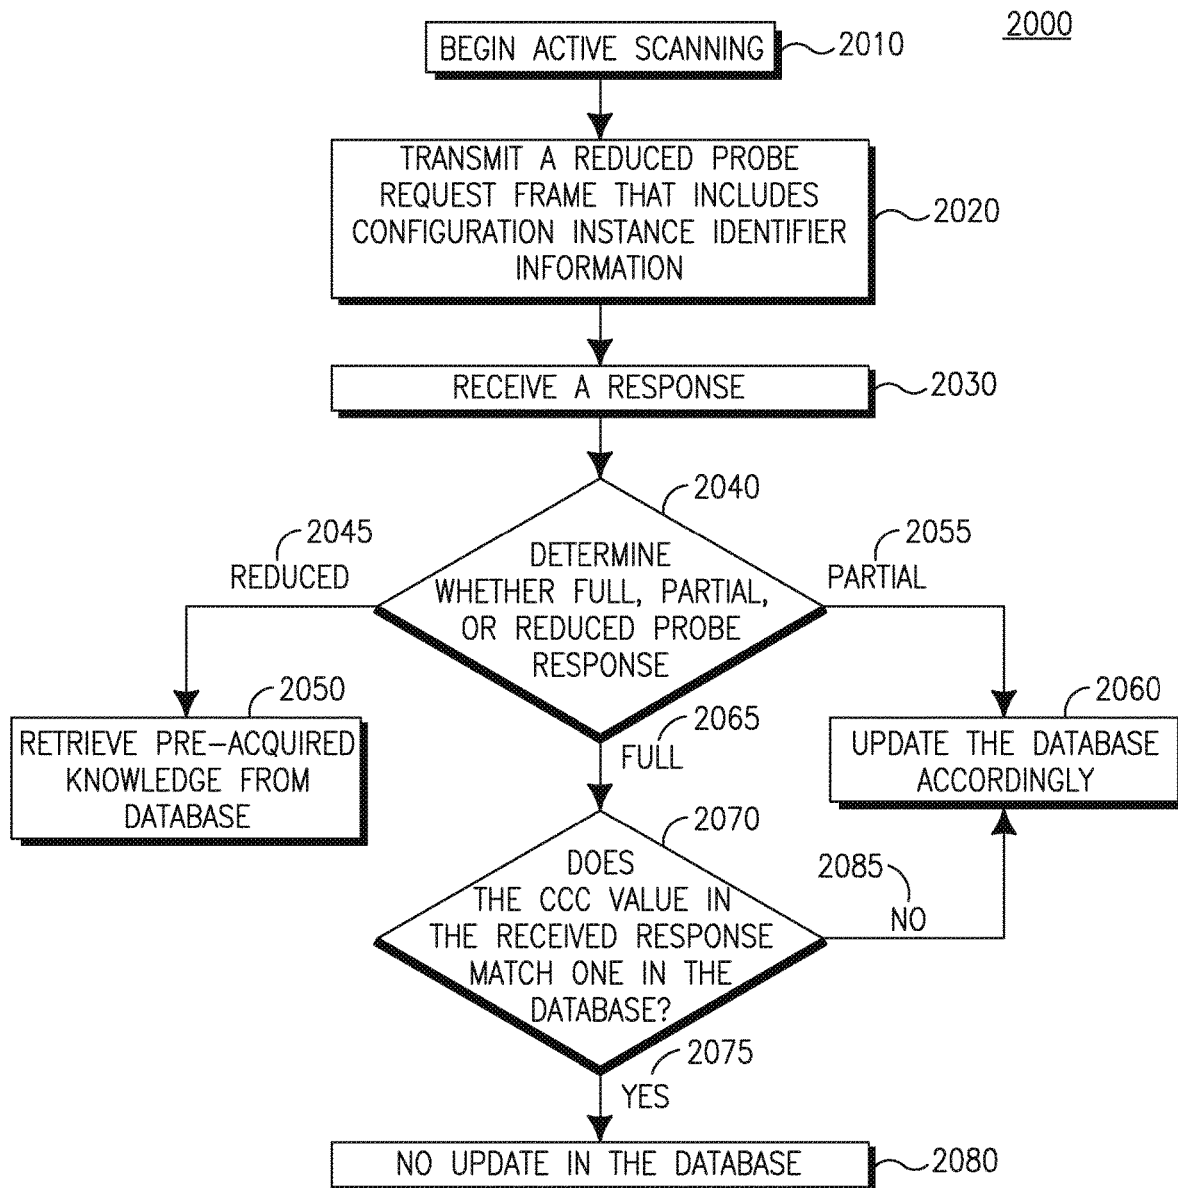 2000
BEGIN ACTIVE SCANNING
2010
TRANSMIT A REDUCED PROBE
REQUEST FRAME THAT INCLUDES
CONFIGURATION INSTANCE IDENTIFIER
INFORMATION
2020
RECEIVE A RESPONSE
2030
2040
DETERMINE
WHETHER FULL, PARTIAL,
OR REDUCED PROBE
RESPONSE
2045
REDUCED
2055
PARTIAL
2050
RETRIEVE PRE-ACQUIRED
KNOWLEDGE FROM
DATABASE
2065
FULL
2060
UPDATE THE DATABASE
ACCORDINGLY
2070
DOES
THE CCC VALUE IN
THE RECEIVED RESPONSE
MATCH ONE IN THE
DATABASE?
2085
NO
2075
YES
NO UPDATE IN THE DATABASE
2080